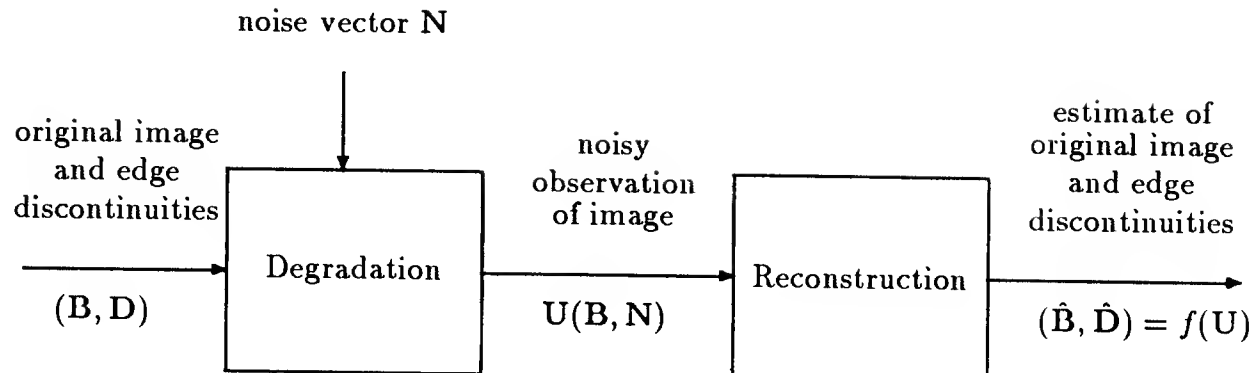 noise vector N
original image
and edge
discontinuities
(B, D)
Degradation
noisy
observation
of image
U(B, N)
Reconstruction
estimate of
original image
and edge
discontinuities
(B̂, D̂) = f(U)